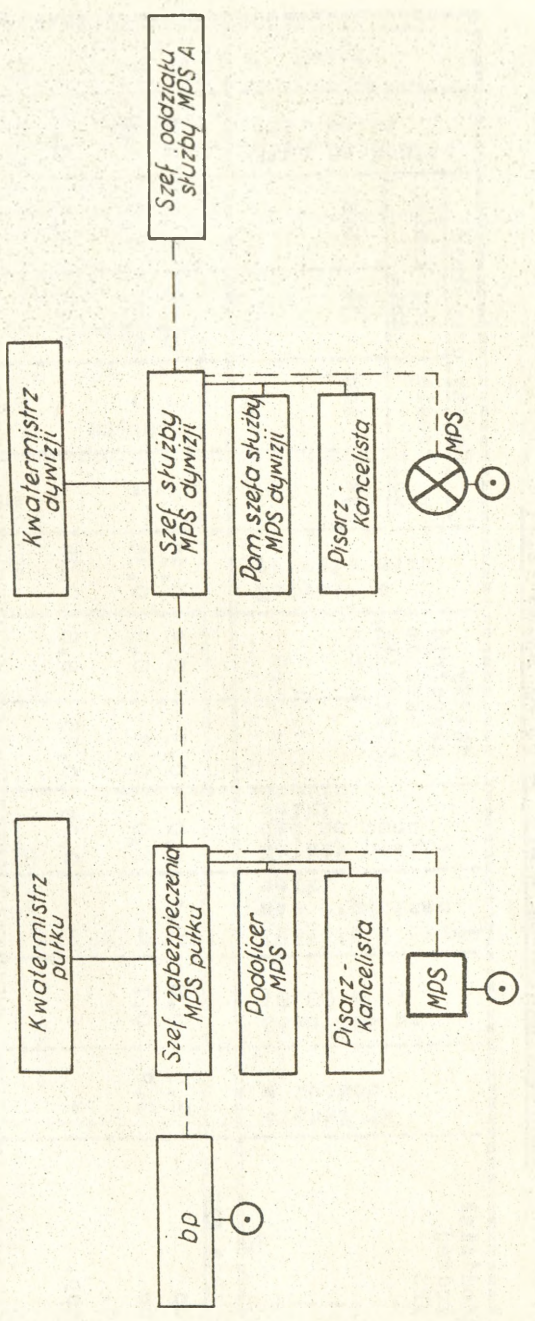 Szef oddziału
służby MPS A
Kwatermistrz
dywizji
Szef służby
MPS dywizji
Pom. szefa służby
MPS dywizji
Pisarz -
Kancelista
MPS
Kwatermistrz
pułku
Szef zabezpieczenia
MPS pułku
Podoficer
MPS
Pisarz -
Kancelista
MPS
bp